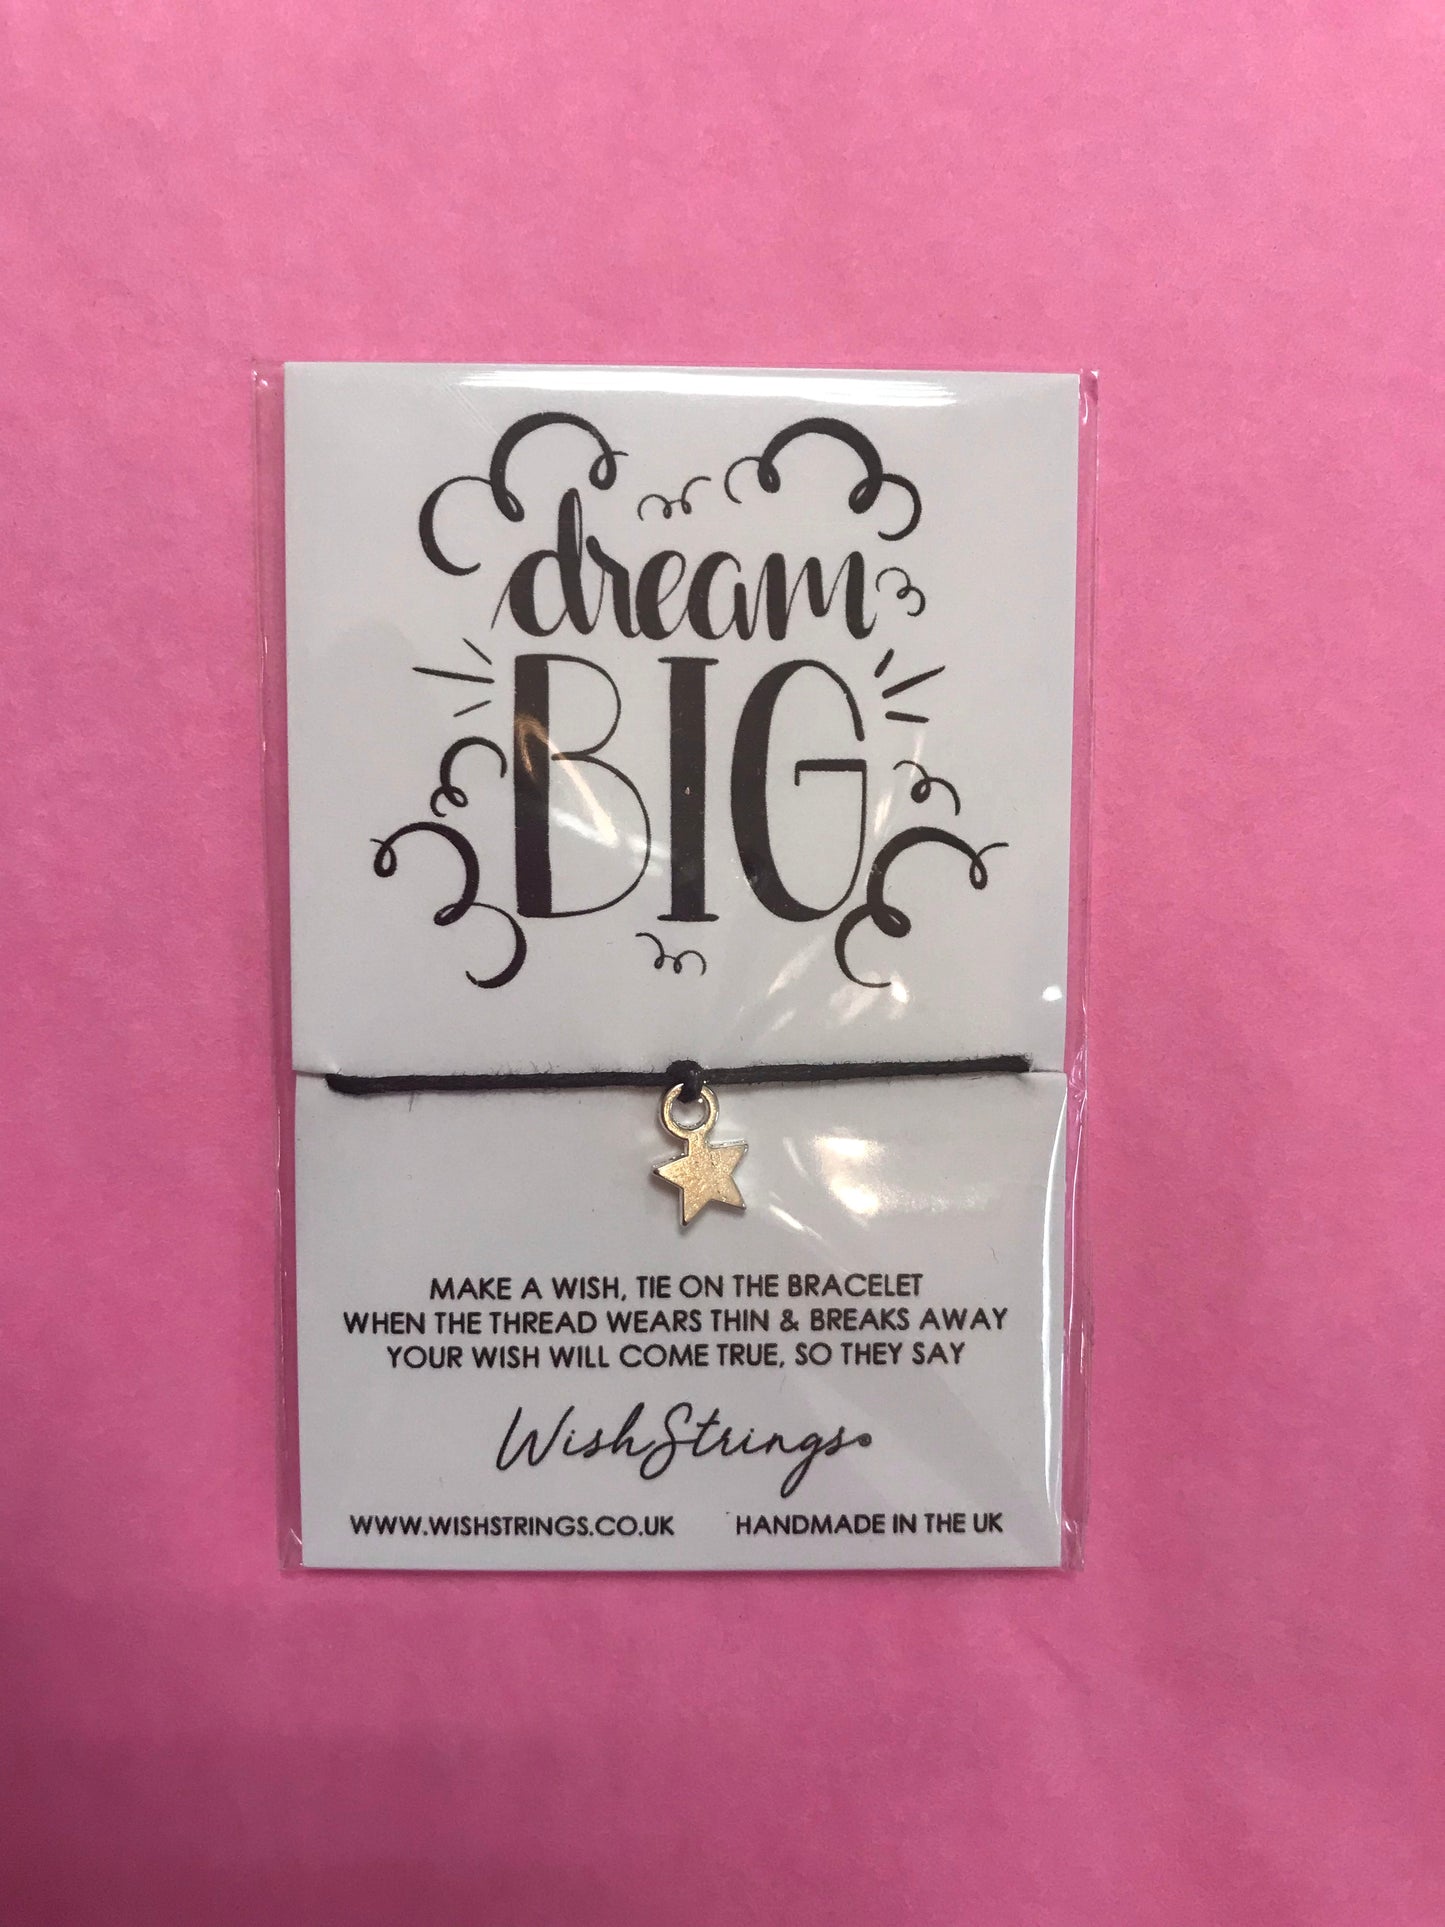 dream
BIG
MAKE A WISH, TIE ON THE BRACELET
WHEN THE THREAD WEARS THIN & BREAKS AWAY
YOUR WISH WILL COME TRUE, SO THEY SAY
WishStrings®
WWW.WISHSTRINGS.CO.UK HANDMADE IN THE UK